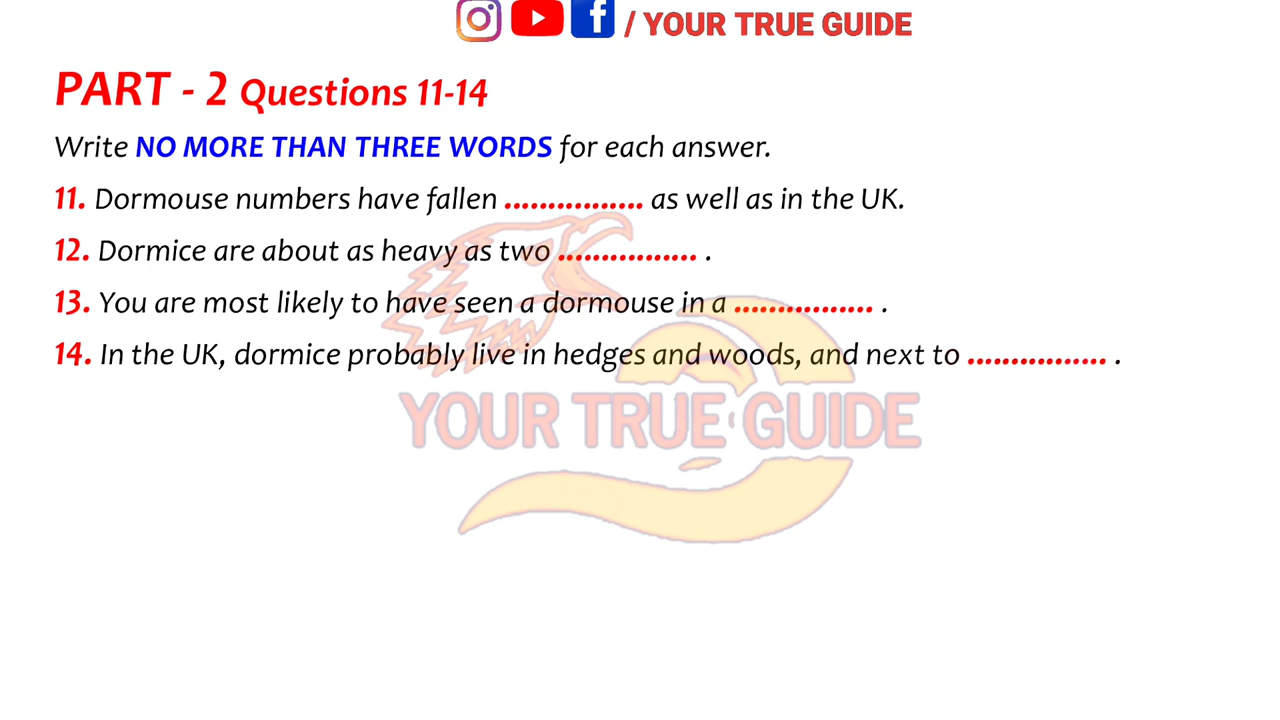 / YOUR TRUE GUIDE
PART - 2 Questions 11-14
Write NO MORE THAN THREE WORDS for each answer.
11. Dormouse numbers have fallen ................ as well as in the UK.
12. Dormice are about as heavy as two ................ .
13. You are most likely to have seen a dormouse in a ................ .
14. In the UK, dormice probably live in hedges and woods, and next to ................ .
YOUR TRUE GUIDE